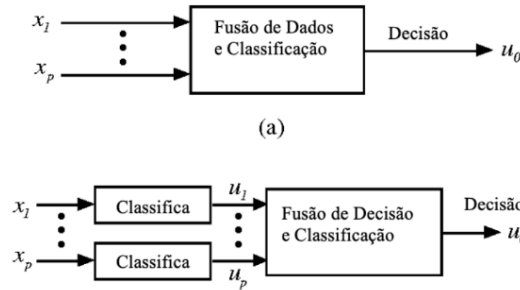 x1
Fusão de Dados
e Classificação
Decisão
u0
xp
(a)
x1
Classifica
u1
Fusão de Decisão
e Classificação
Decisão
xp
Classifica
up